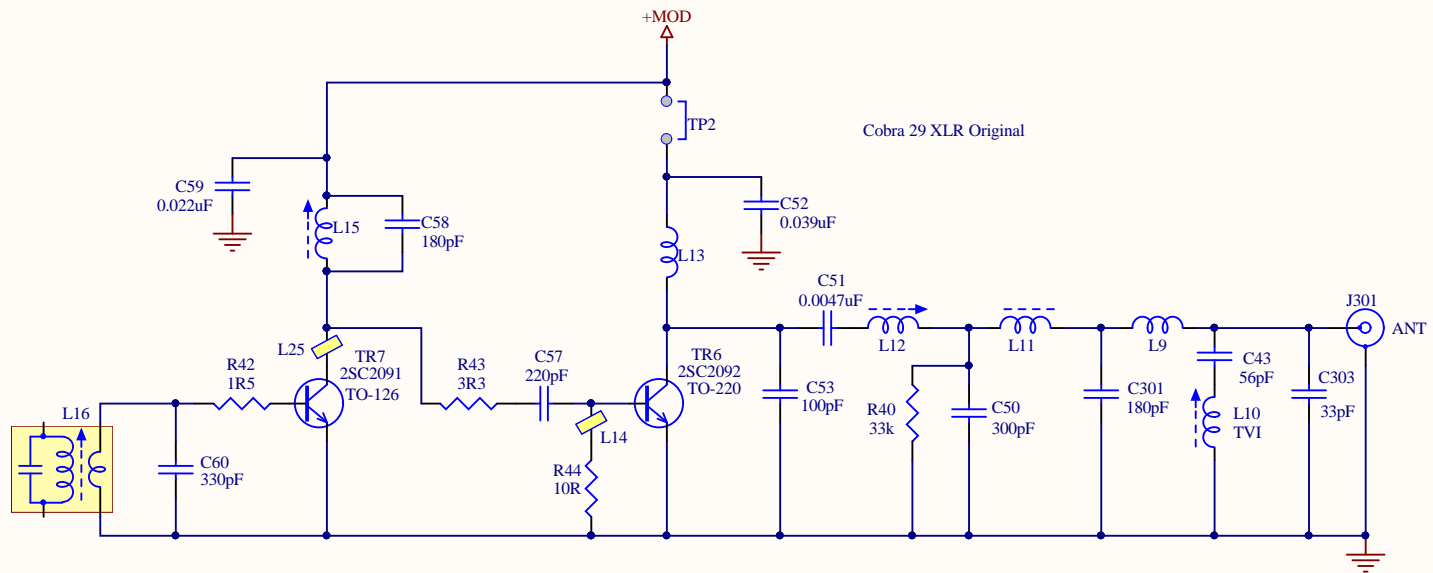 +MOD
TP2
Cobra 29 XLR Original
C59
0.022uF
L15
C58
180pF
C52
0.039uF
L13
C51
0.0047uF
J301
ANT
L12
L11
L9
L25
TR7
2SC2091
TO-126
R42
1R5
R43
3R3
C57
220pF
TR6
2SC2092
TO-220
C53
100pF
R40
33k
C50
300pF
C301
180pF
C43
56pF
L10
TVI
C303
33pF
L16
C60
330pF
L14
R44
10R